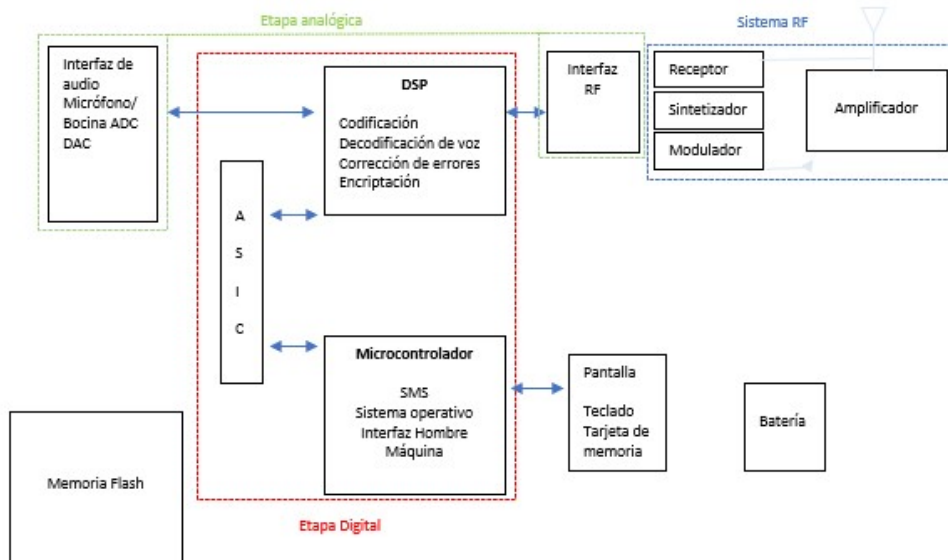 Etapa analógica
Sistema RF
Interfaz de
audio
Micrófono/
Bocina ADC
DAC
DSP
Codificación
Decodificación de voz
Corrección de errores
Encriptación
Interfaz
RF
Receptor
Sintetizador
Modulador
Amplificador
A
S
I
C
Microcontrolador
SMS
Sistema operativo
Interfaz Hombre
Máquina
Pantalla
Teclado
Tarjeta de
memoria
Batería
Memoria Flash
Etapa Digital